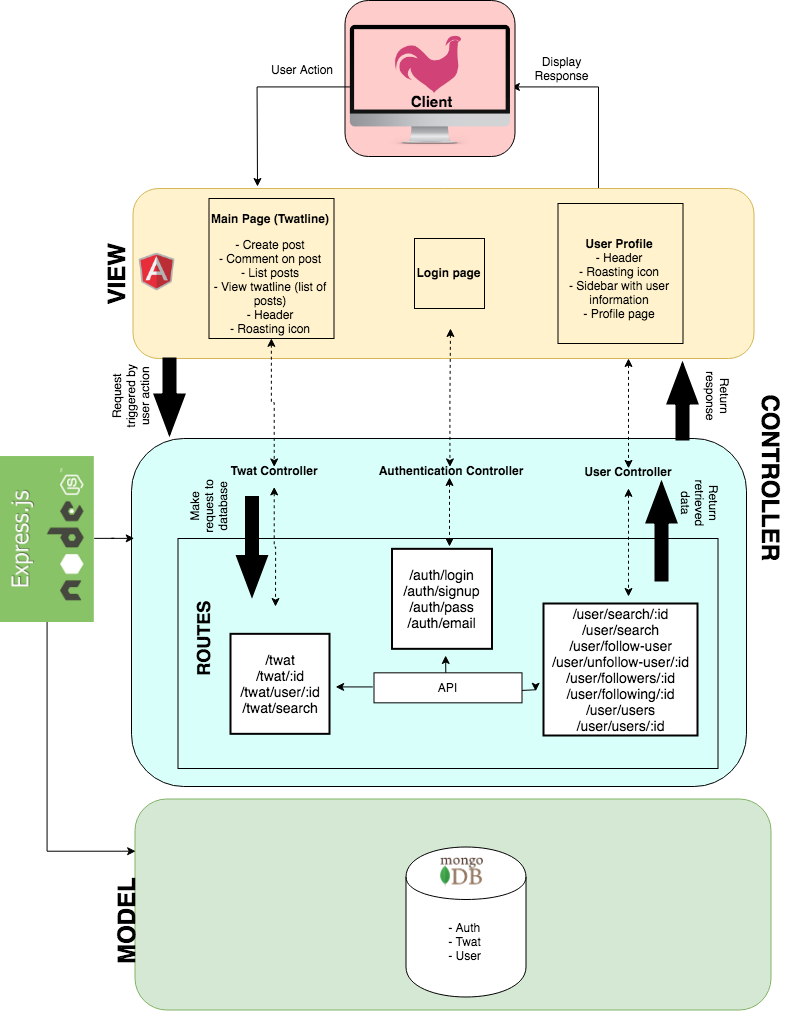 User Action
Display
Response
Client
VIEW
Main Page (Twatline)
- Create post
- Comment on post
- List posts
- View twatline (list of
posts)
- Header
- Roasting icon
Login page
User Profile
- Header
- Roasting icon
- Sidebar with user
information
- Profile page
A
Request
triggered by
user action
Return
response
CONTROLLER
Twat Controller
Authentication Controller
User Controller
Make
request to
database
Return
retrieved
data
Express.js
node
js
ROUTES
/auth/login
/auth/signup
/auth/pass
/auth/email
/twat
/twat/:id
/twat/user/:id
/twat/search
API
/user/search/:id
/user/search
/user/follow-user
/user/unfollow-user/:id
/user/followers/:id
/user/following/:id
/user/users
/user/users/:id
MODEL
mongo
DB
- Auth
- Twat
- User